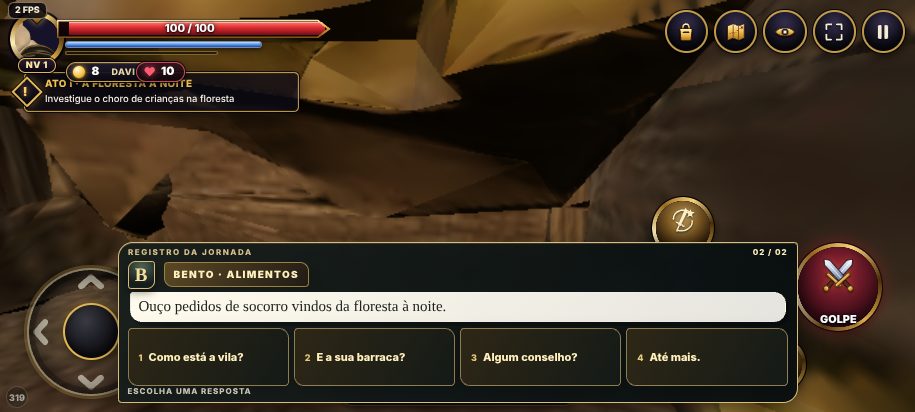 2 FPS
100 / 100
NV 1
8 DAVI 10
ATO I · A FLORESTA À NOITE
! Investigue o choro de crianças na floresta
REGISTRO DA JORNADA
02 / 02
B BENTO · ALIMENTOS
Ouço pedidos de socorro vindos da floresta à noite.
1 Como está a vila?
2 E a sua barraca?
3 Algum conselho?
4 Até mais.
ESCOLHA UMA RESPOSTA
GOLPE
319